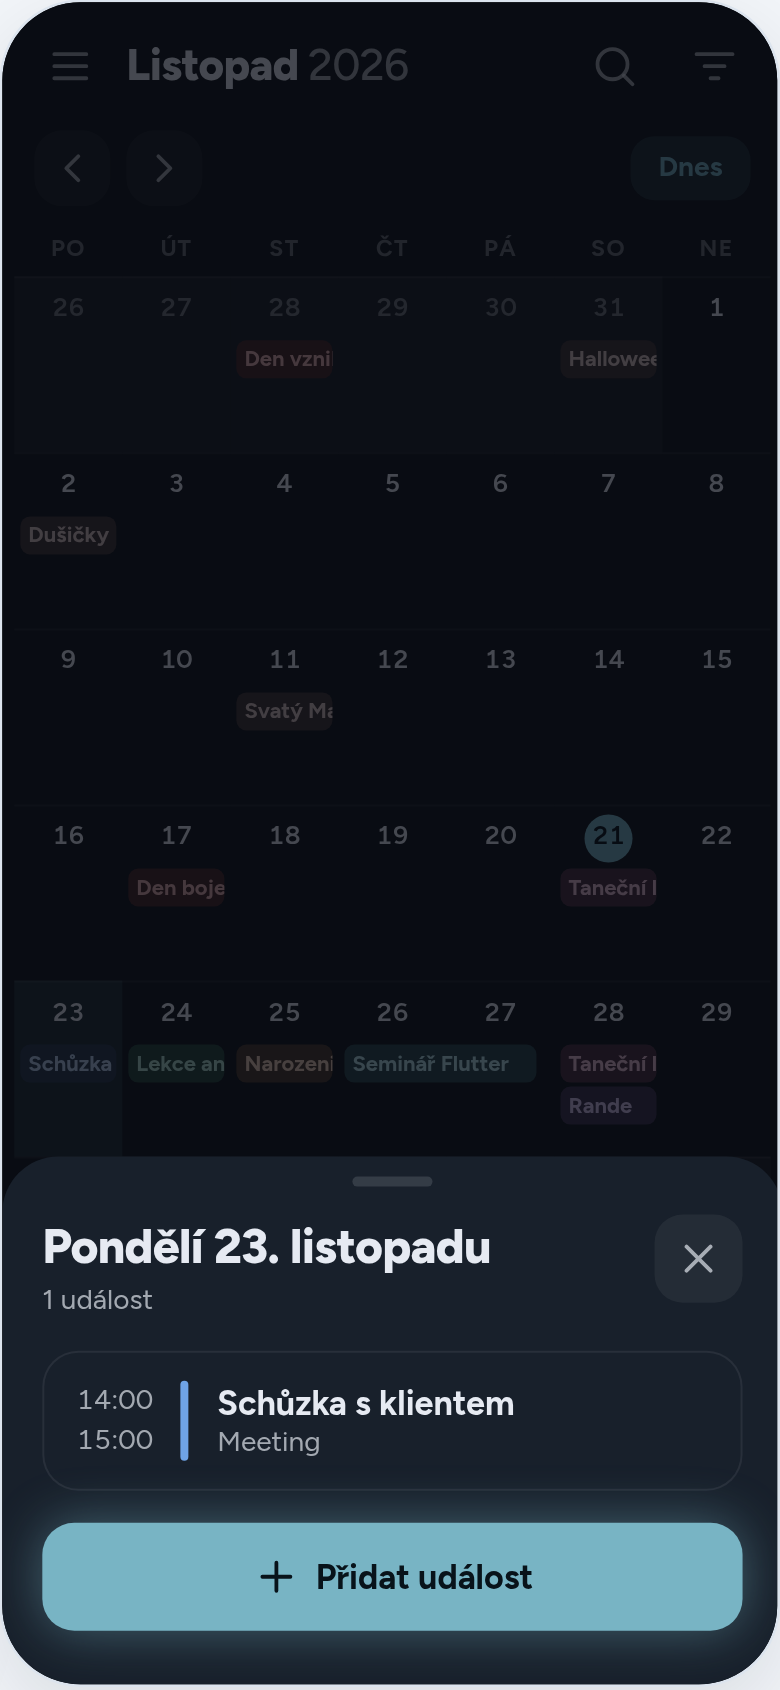 Listopad 2026
Dnes
PO ÚT ST ČT PÁ SO NE
26 27 28 29 30 31 1
Den vzni Hallowee
2 3 4 5 6 7 8
Dušičky
9 10 11 12 13 14 15
Svatý Ma
16 17 18 19 20 21 22
Den boje Taneční l
23 24 25 26 27 28 29
Schůzka Lekce an Narozeni Seminář Flutter Taneční l
Rande
Pondělí 23. listopadu
1 událost
14:00 Schůzka s klientem
15:00 Meeting
Přidat událost